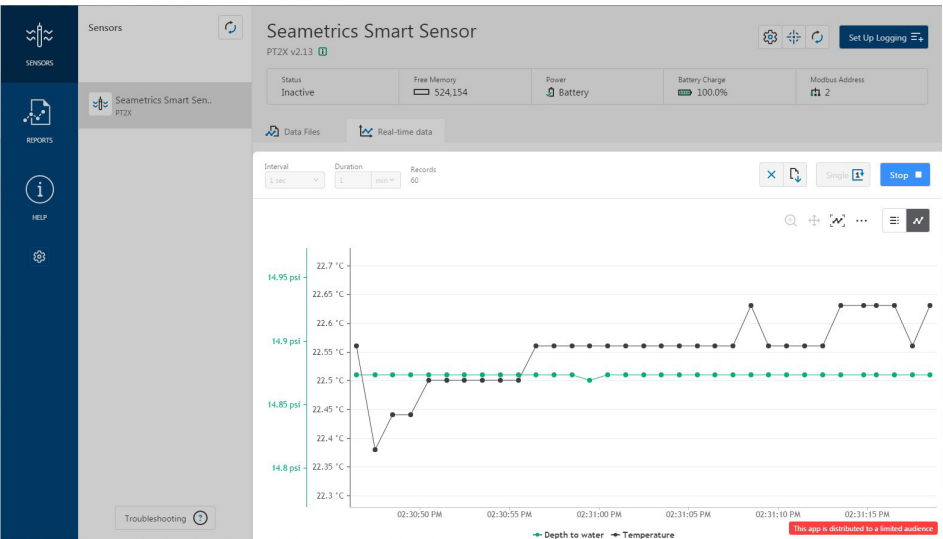 SENSORS
REPORTS
HELP
Sensors
Seametrics Smart Sen..
PT2X
Troubleshooting ?
Seametrics Smart Sensor
PT2X v2.13
Set Up Logging
Status
Inactive
Free Memory
524,154
Power
Battery
Battery Charge
100.0%
Modbus Address
2
Data Files
Real-time data
Interval
1 sec
Duration
1 min
Records
60
Single 1
Stop
14.95 psi
14.9 psi
14.85 psi
14.8 psi
22.7 °C
22.65 °C
22.6 °C
22.55 °C
22.5 °C
22.45 °C
22.4 °C
22.35 °C
22.3 °C
02:30:50 PM 02:30:55 PM 02:31:00 PM 02:31:05 PM 02:31:10 PM 02:31:15 PM
Depth to water Temperature
This app is distributed to a limited audience